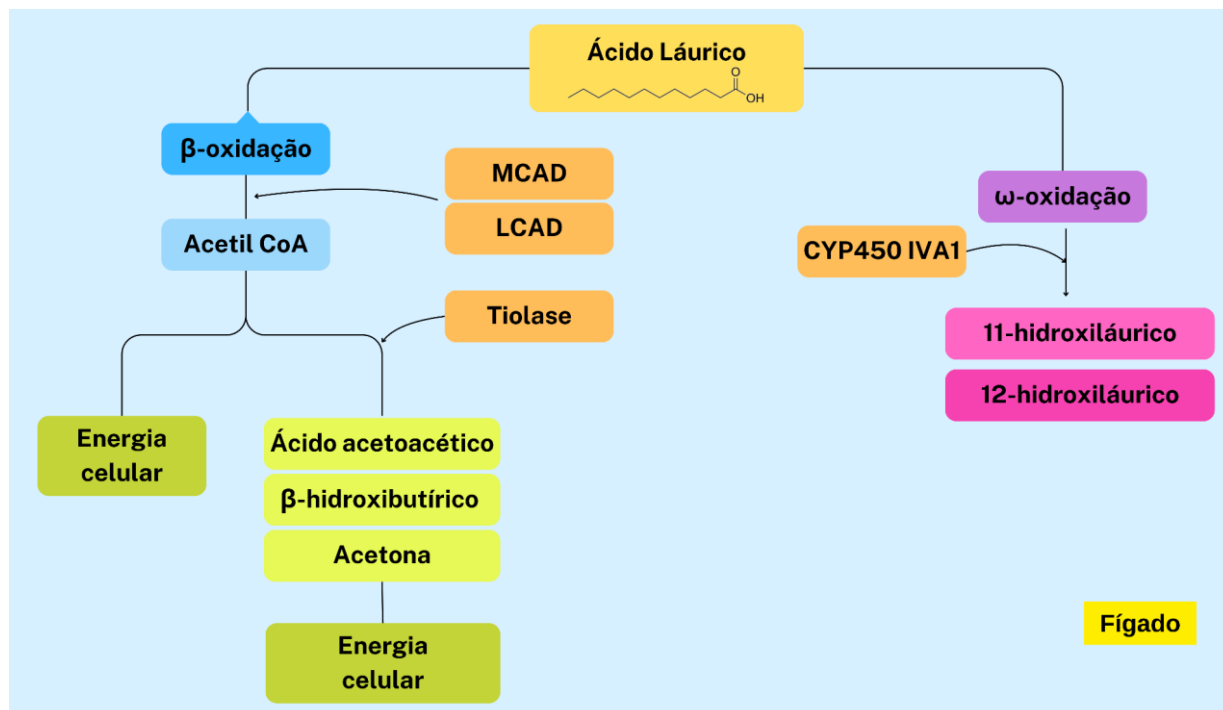 Ácido Láurico
O
OH
β-oxidação
MCAD
LCAD
Acetil CoA
Tiolase
Energia
celular
Ácido acetoacético
β-hidroxibutírico
Acetona
Energia
celular
ω-oxidação
CYP450 IVA1
11-hidroxiláurico
12-hidroxiláurico
Fígado